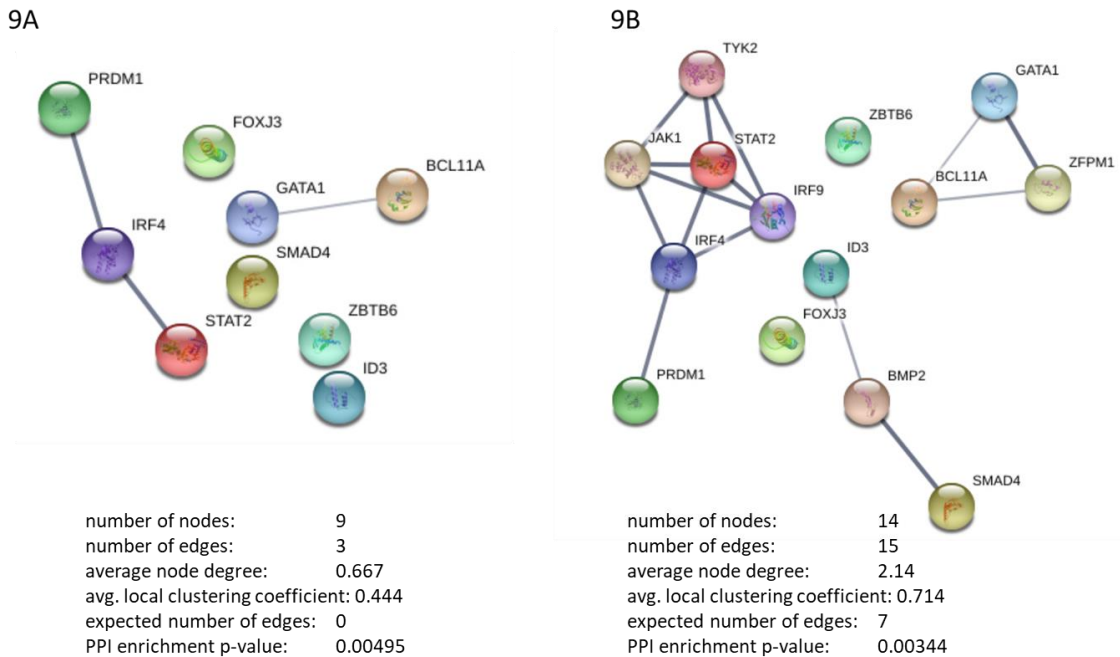 9A
PRDM1
FOXJ3
BCL11A
GATA1
IRF4
SMAD4
STAT2
ZBTB6
ID3
number of nodes: 9
number of edges: 3
average node degree: 0.667
avg. local clustering coefficient: 0.444
expected number of edges: 0
PPI enrichment p-value: 0.00495
9B
TYK2
GATA1
ZBTB6
JAK1
STAT2
ZFPM1
BCL11A
IRF9
IRF4
ID3
FOXJ3
PRDM1
BMP2
SMAD4
number of nodes: 14
number of edges: 15
average node degree: 2.14
avg. local clustering coefficient: 0.714
expected number of edges: 7
PPI enrichment p-value: 0.00344